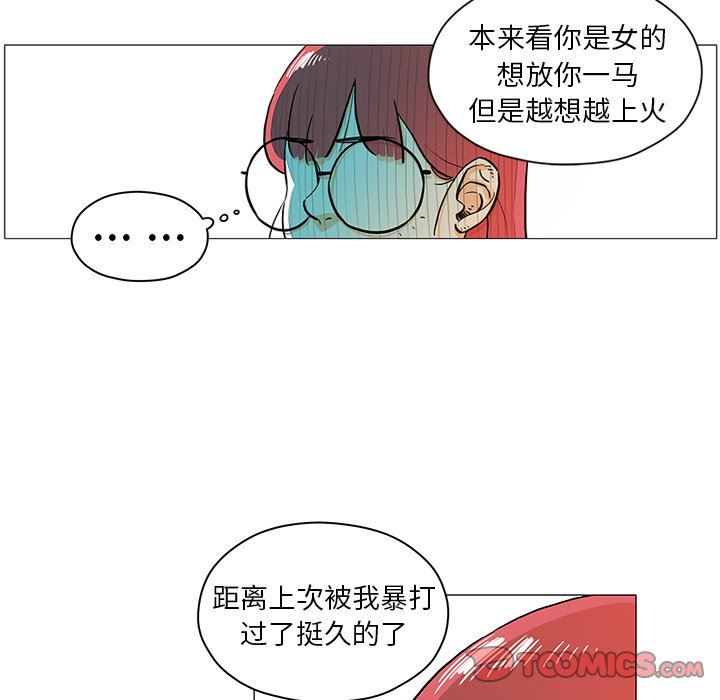 本来看你是女的
想放你一马
但是越想越上火
... ...
距离上次被我暴打
过了挺久的了
TCOMICS.COM